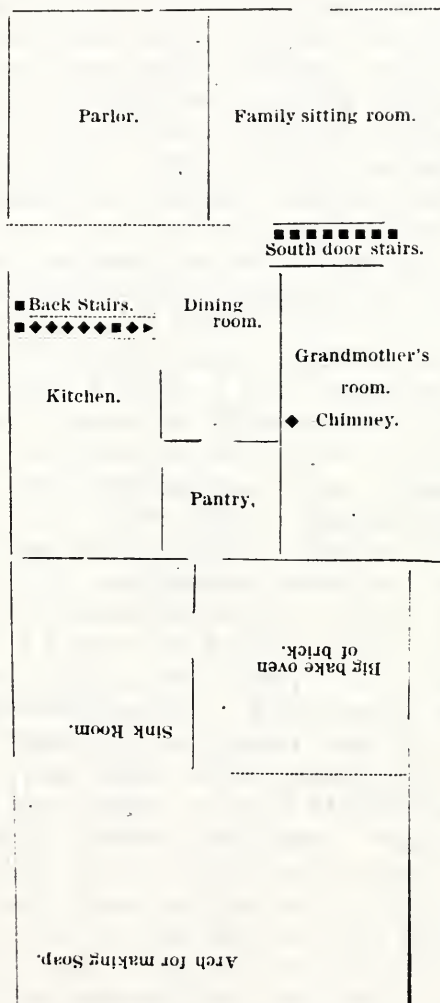 Parlor.
Family sitting room.
South door stairs.
Back Stairs.
Dining
room.
Grandmother's
room.
Kitchen.
Chimney.
Pantry,
Big bake oven
of brick.
Sink Room.
Arch for making Soap.